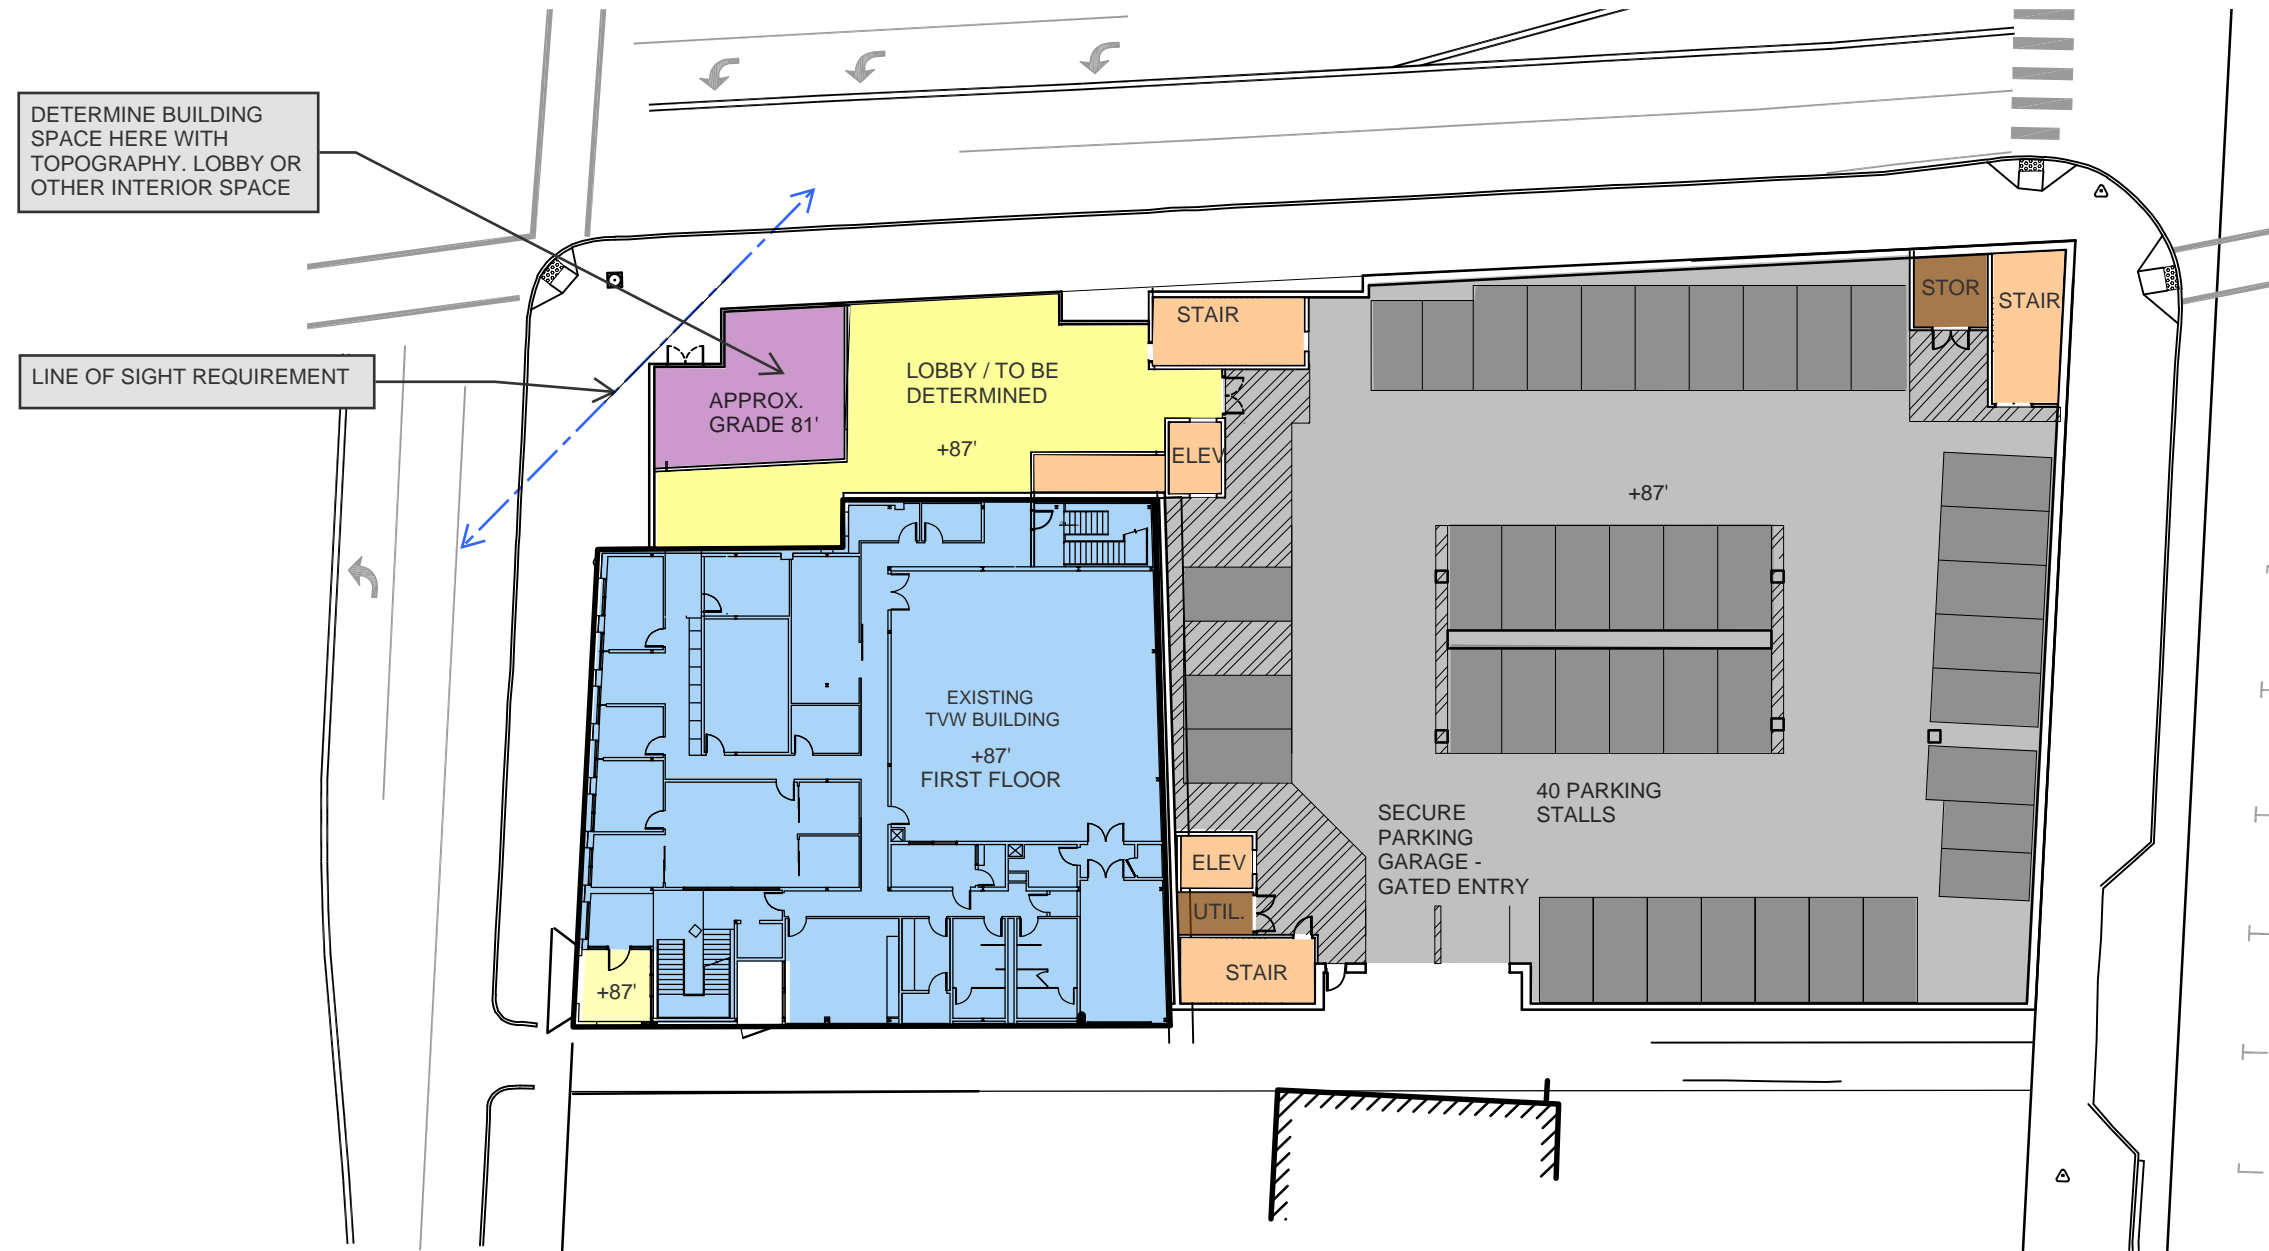 DETERMINE BUILDING
SPACE HERE WITH
TOPOGRAPHY. LOBBY OR
OTHER INTERIOR SPACE
LINE OF SIGHT REQUIREMENT
APPROX.
GRADE 81'
LOBBY / TO BE
DETERMINED
+87'
STAIR
ELEV
STOR
STAIR
+87'
EXISTING
TVW BUILDING
+87'
FIRST FLOOR
40 PARKING
STALLS
SECURE
PARKING
GARAGE -
GATED ENTRY
ELEV
UTIL.
STAIR
+87'